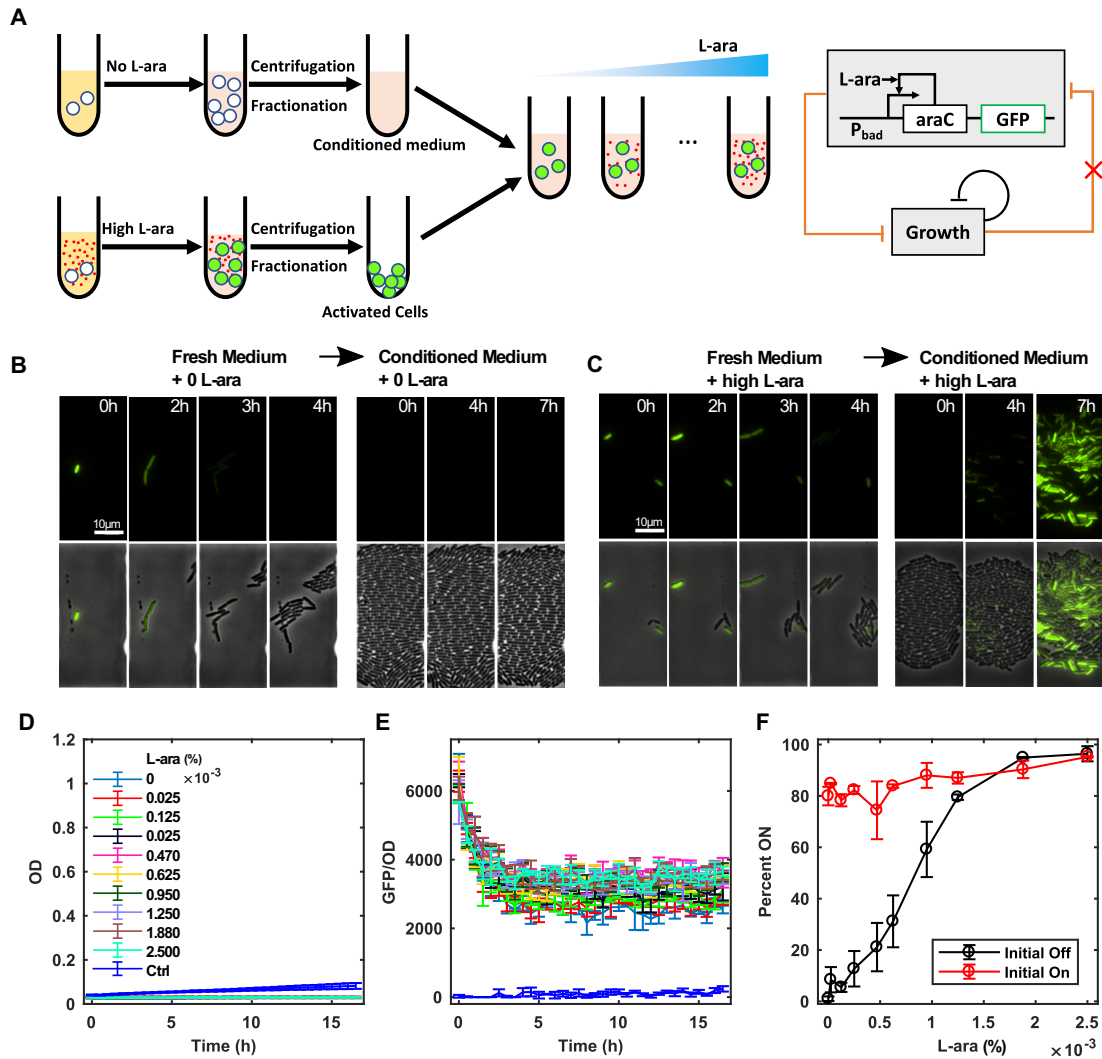 A
No L-ara
Centrifugation
Fractionation
Conditioned medium
High L-ara
Centrifugation
Fractionation
Activated Cells
L-ara
...
L-ara
araC
GFP
Pbad
Growth
B
Fresh Medium
+ 0 L-ara
Conditioned Medium
+ 0 L-ara
0h
2h
3h
4h
0h
4h
7h
10μm
C
Fresh Medium
+ high L-ara
Conditioned Medium
+ high L-ara
0h
2h
3h
4h
0h
4h
7h
10μm
D
OD
1.2
1
0.8
0.6
0.4
0.2
0
L-ara (%)
×10⁻³
0
0.025
0.125
0.025
0.470
0.625
0.950
1.250
1.880
2.500
Ctrl
0
5
10
15
Time (h)
E
GFP/OD
6000
4000
2000
0
0
5
10
15
Time (h)
F
Percent ON
100
80
60
40
20
0
Initial Off
Initial On
0
0.5
1
1.5
2
2.5
L-ara (%)
×10⁻³